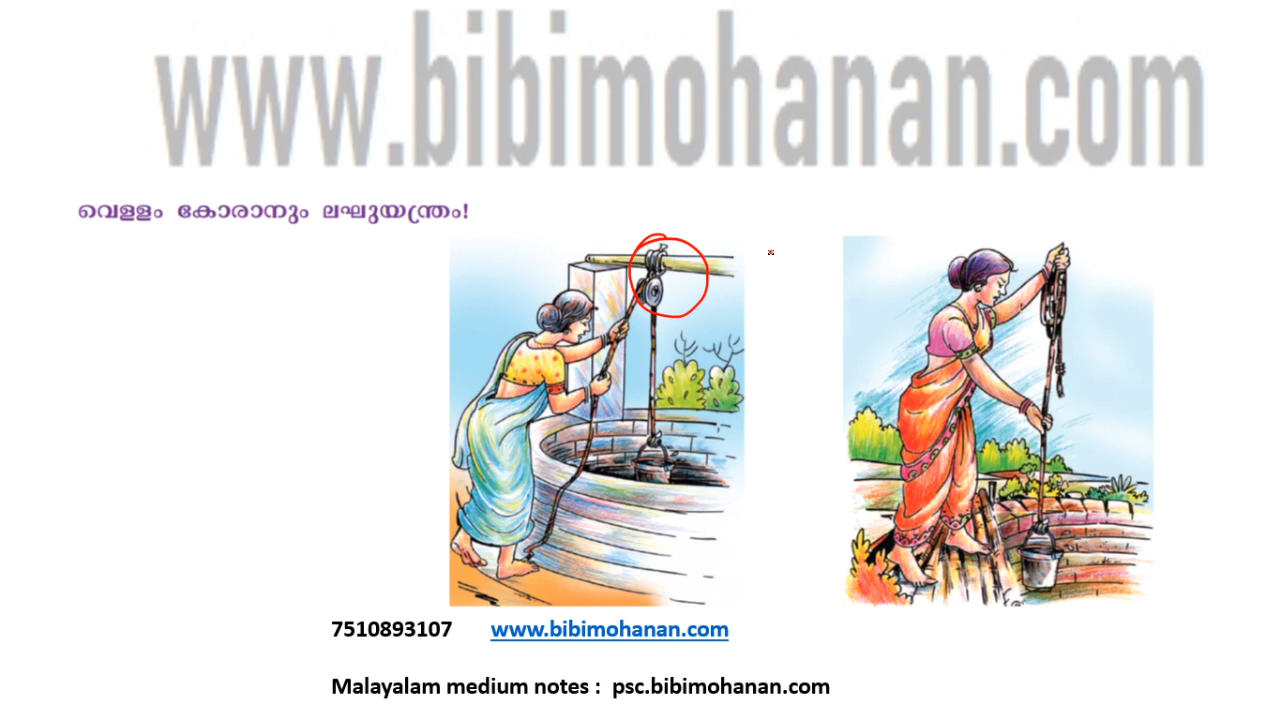 www.bibimohanan.com
വെള്ളം കോരാനും ലഘുയന്ത്രം!
7510893107 www.bibimohanan.com
Malayalam medium notes : psc.bibimohanan.com